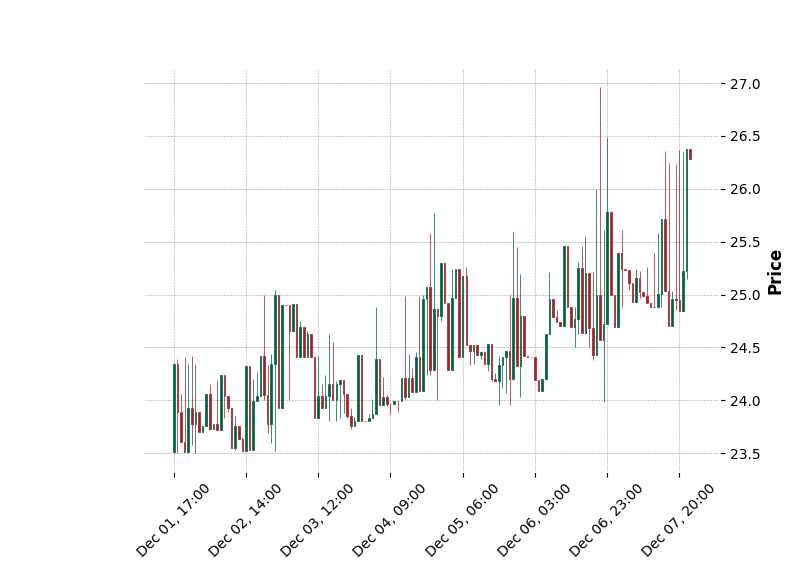 27.0
26.5
26.0
25.5
25.0
24.5
24.0
23.5
Price
Dec 01, 17:00
Dec 02, 14:00
Dec 03, 12:00
Dec 04, 09:00
Dec 05, 06:00
Dec 06, 03:00
Dec 06, 23:00
Dec 07, 20:00